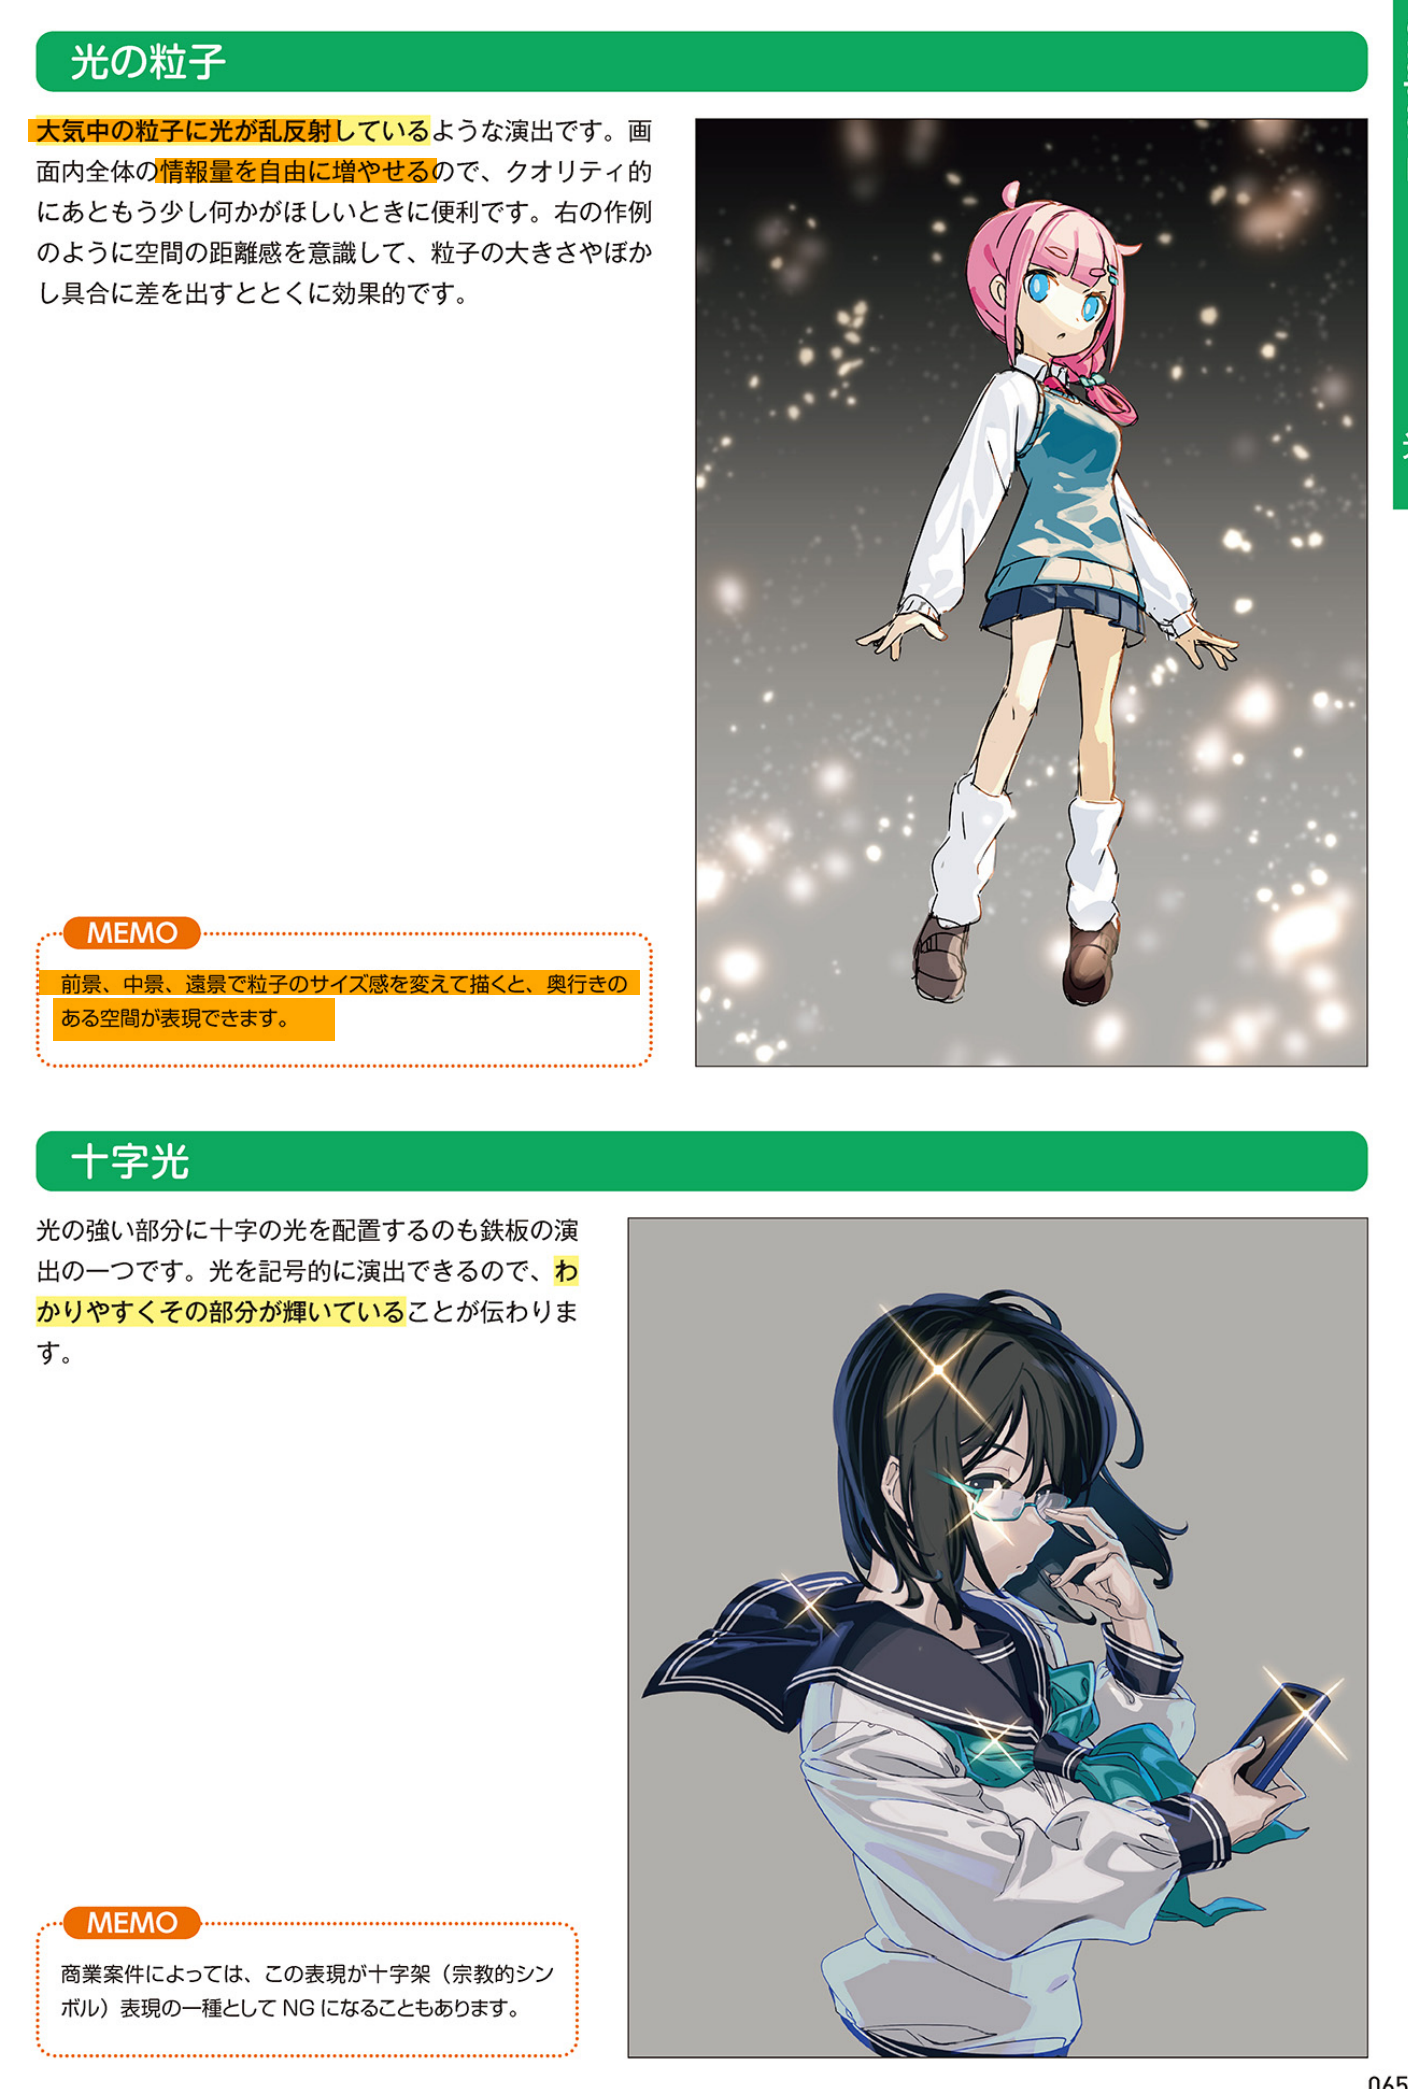 光の粒子
大気中の粒子に光が乱反射しているような演出です。画
面内全体の情報量を自由に増やせるので、クオリティ的
にあともう少し何かがほしいときに便利です。右の作例
のように空間の距離感を意識して、粒子の大きさやぼか
し具合に差を出すととくに効果的です。
MEMO
前景、中景、遠景で粒子のサイズ感を変えて描くと、奥行きの
ある空間が表現できます。
十字光
光の強い部分に十字の光を配置するのも鉄板の演
出の一つです。光を記号的に演出できるので、わ
かりやすくその部分が輝いていることが伝わりま
す。
MEMO
商業案件によっては、この表現が十字架（宗教的シン
ボル）表現の一種として NG になることもあります。
065